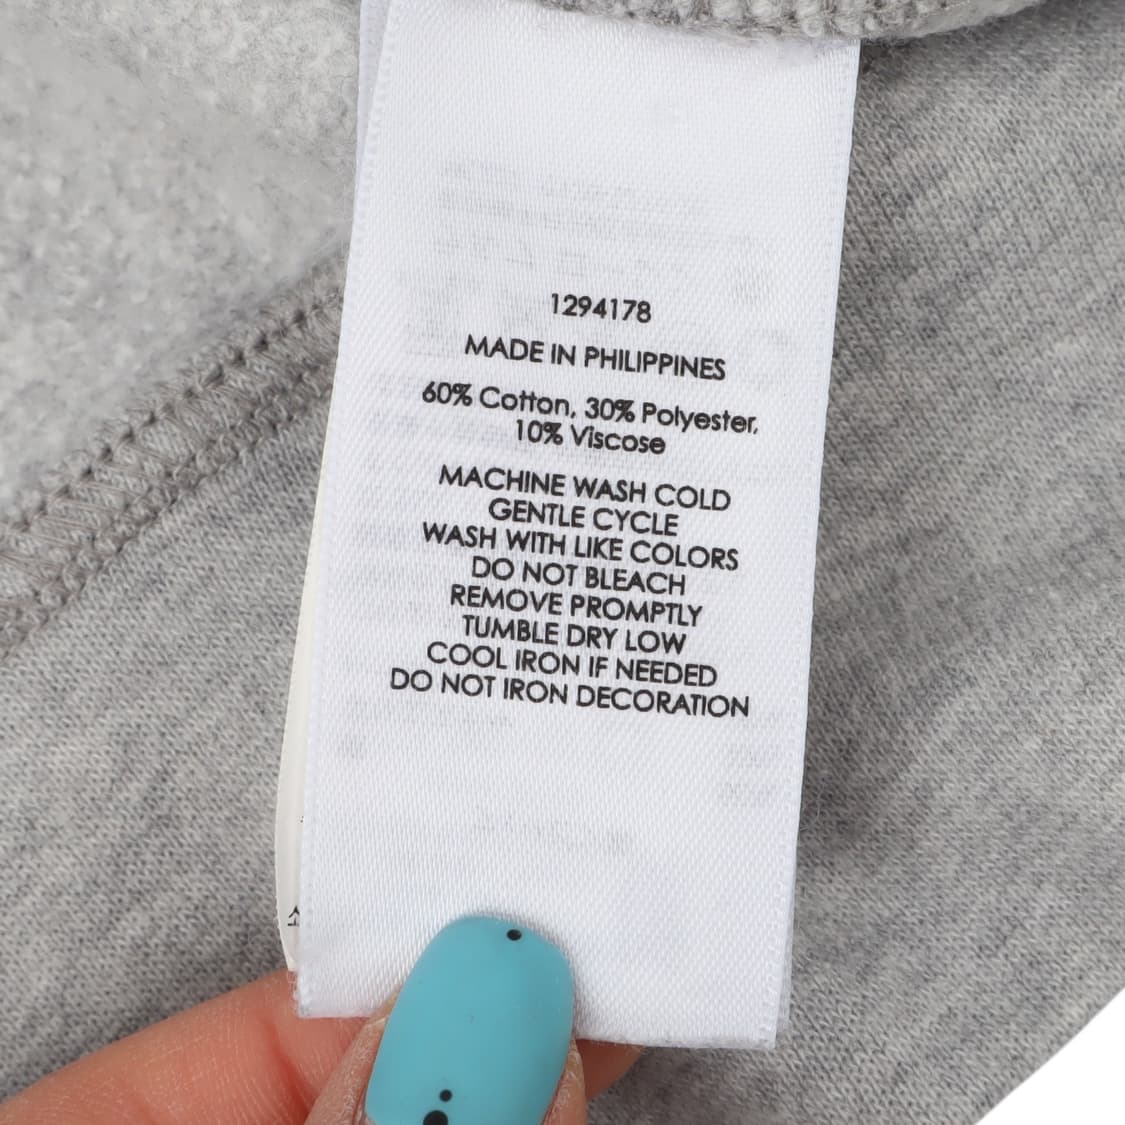 1294178
MADE IN PHILIPPINES
60% Cotton, 30% Polyester,
10% Viscose
MACHINE WASH COLD
GENTLE CYCLE
WASH WITH LIKE COLORS
DO NOT BLEACH
REMOVE PROMPTLY
TUMBLE DRY LOW
COOL IRON IF NEEDED
DO NOT IRON DECORATION